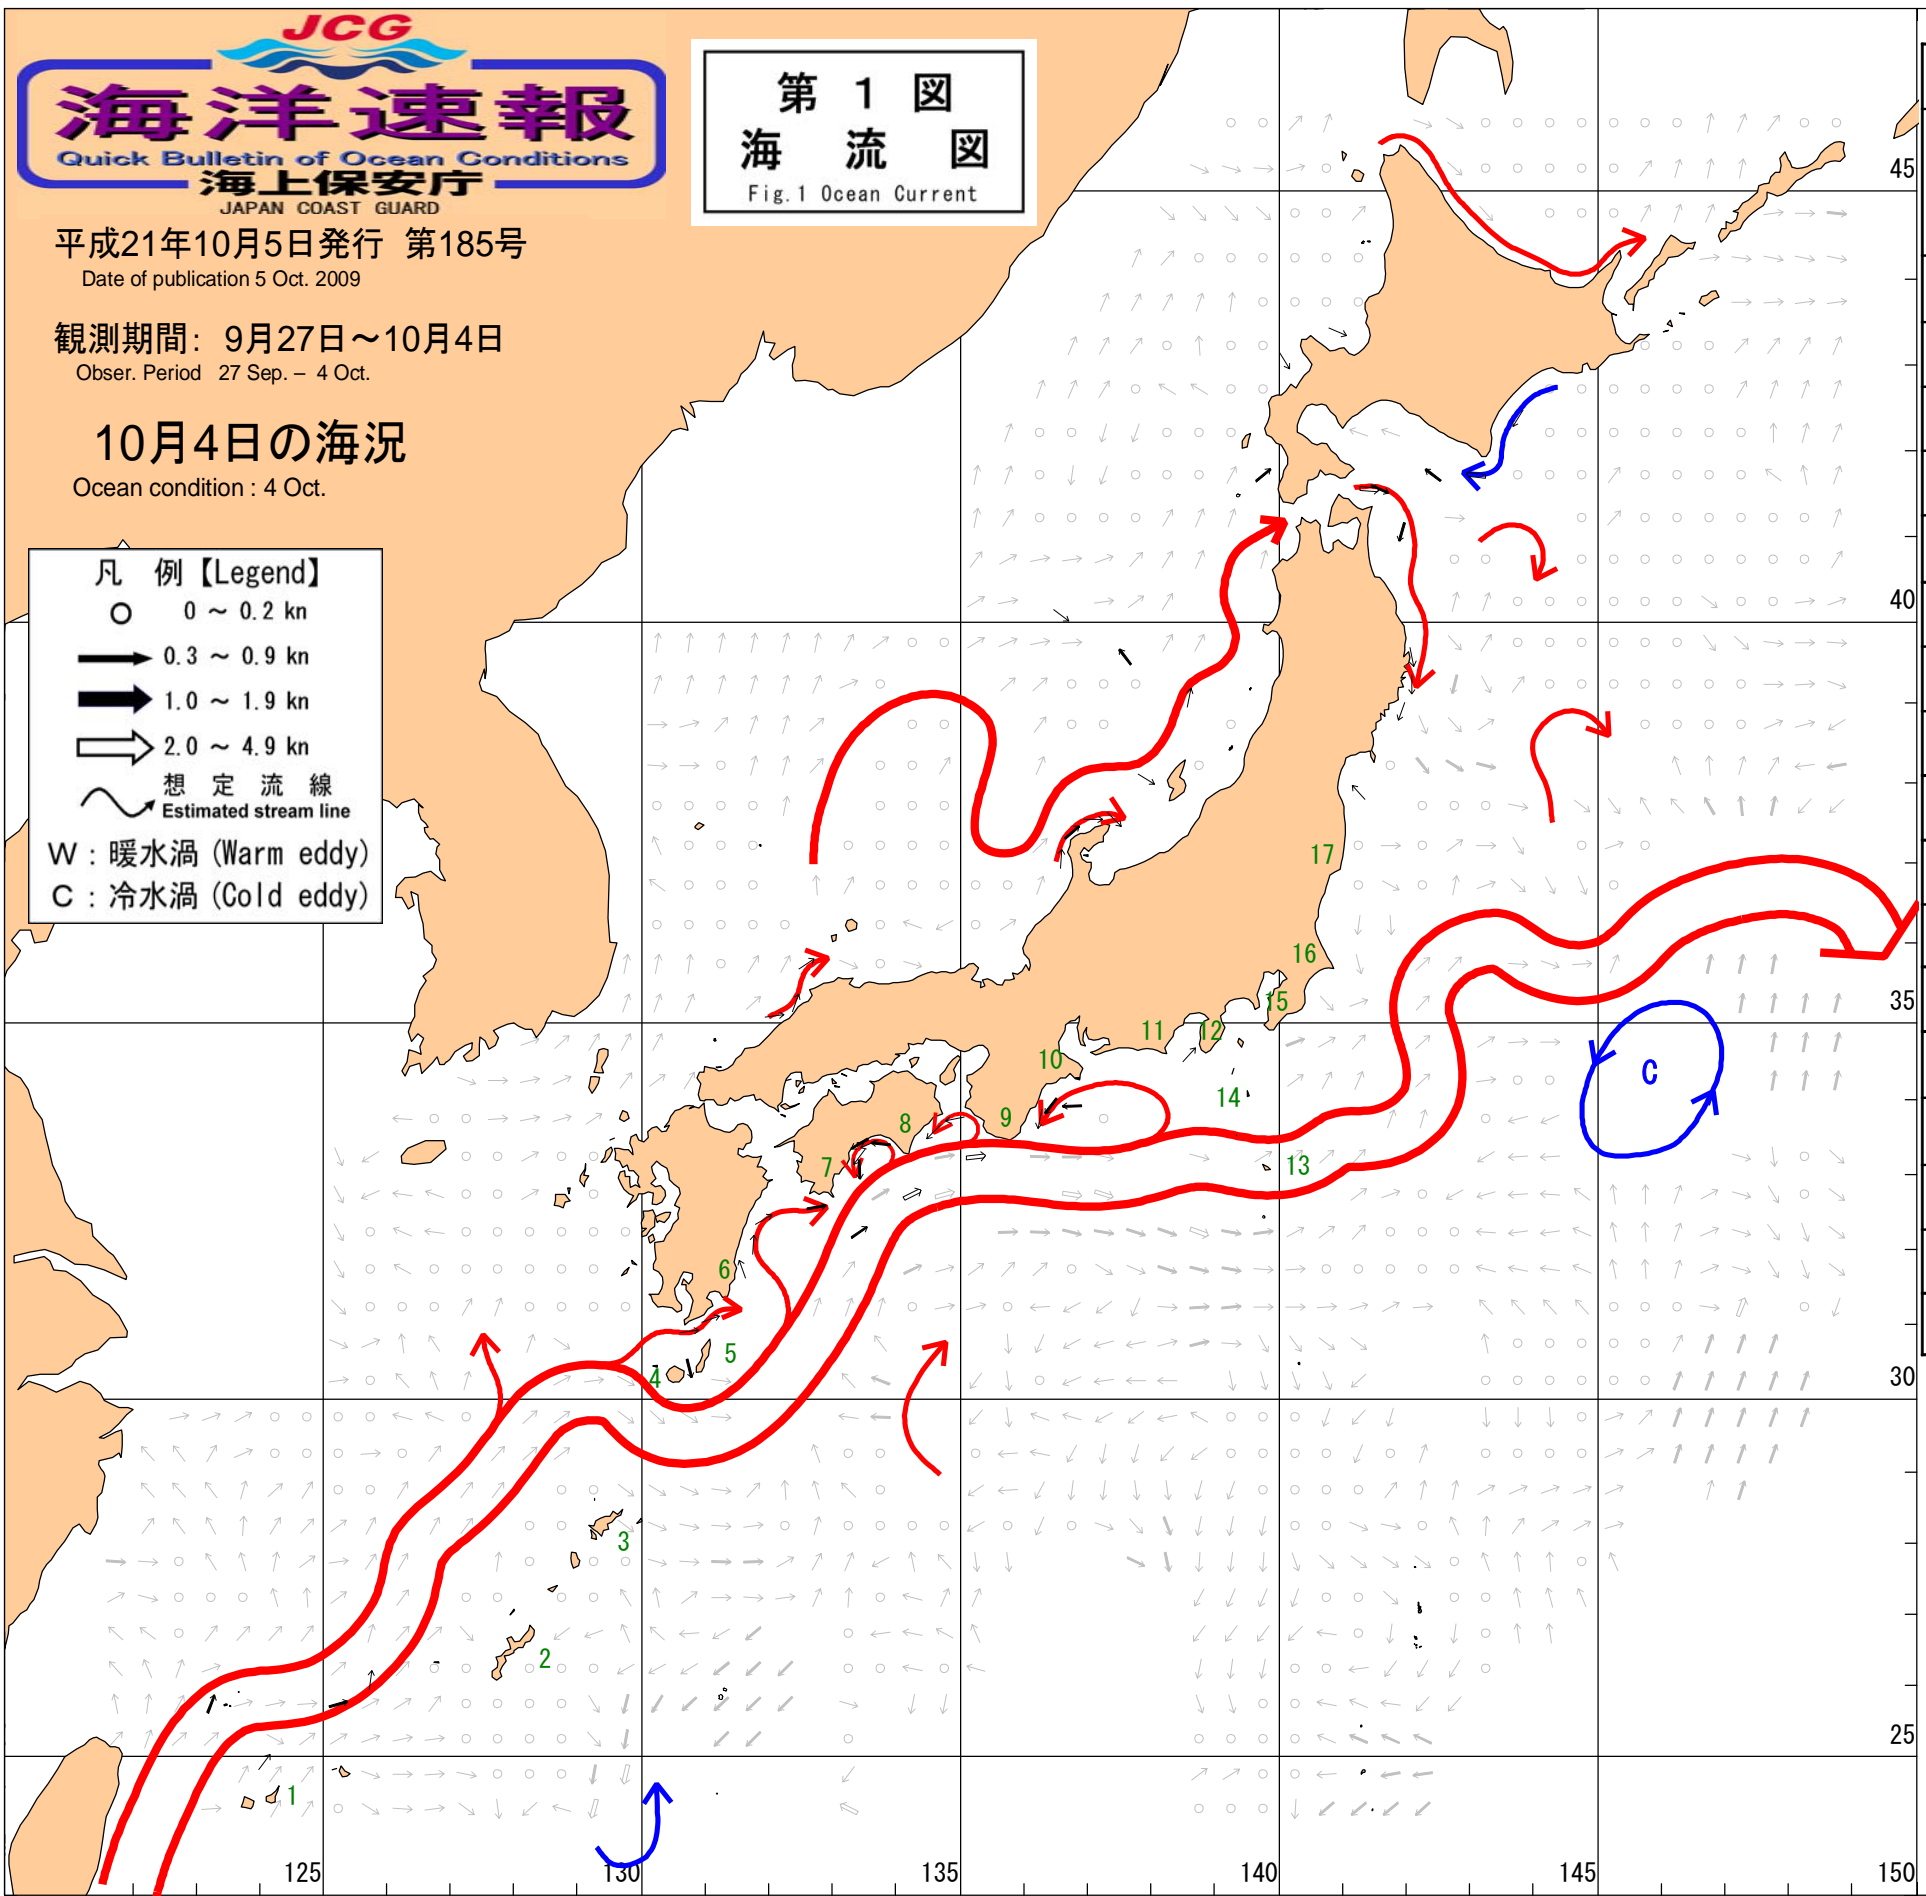 JCG
海洋速報
Quick Bulletin of Ocean Conditions
海上保安庁
JAPAN COAST GUARD
第 1 図
海 流 図
Fig.1 Ocean Current
平成21年10月5日発行 第185号
Date of publication 5 Oct. 2009
観測期間: 9月27日~10月4日
Obser. Period 27 Sep. – 4 Oct.
10月4日の海況
Ocean condition : 4 Oct.
凡 例【Legend】
0 ~ 0.2 kn
0.3 ~ 0.9 kn
1.0 ~ 1.9 kn
2.0 ~ 4.9 kn
想 定 流 線
Estimated stream line
W : 暖水渦 (Warm eddy)
C : 冷水渦 (Cold eddy)
45
40
17
16
35
15
11
12
10
C
14
8
9
7
13
6
5
4
30
3
2
25
1
125
130
135
140
145
150